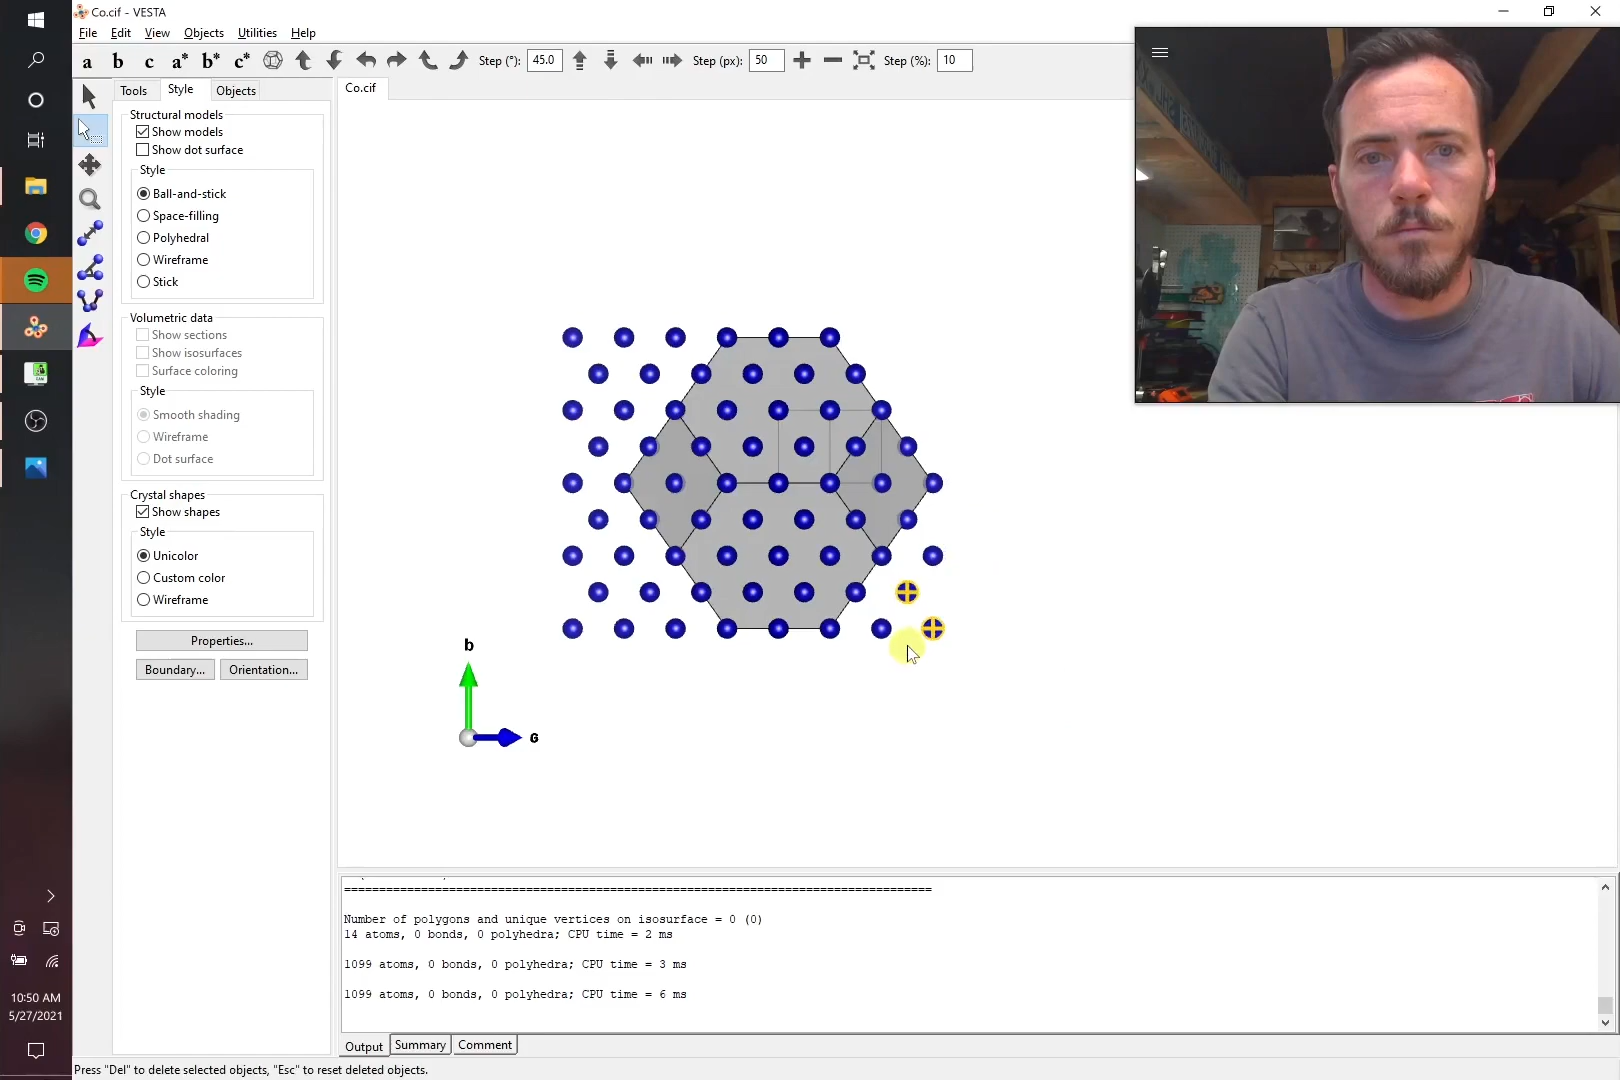 Co.cif - VESTA
File Edit View Objects Utilities Help
a b c a* b* c* Step (°): 45.0 Step (px): 50 Step (%): 10
Tools Style Objects
Co.cif
Structural models
Show models
Show dot surface
Style
Ball-and-stick
Space-filling
Polyhedral
Wireframe
Stick
Volumetric data
Show sections
Show isosurfaces
Surface coloring
Style
Smooth shading
Wireframe
Dot surface
Crystal shapes
Show shapes
Style
Unicolor
Custom color
Wireframe
Properties...
Boundary... Orientation...
b
================================================================================
Number of polygons and unique vertices on isosurface = 0 (0)
14 atoms, 0 bonds, 0 polyhedra; CPU time = 2 ms
1099 atoms, 0 bonds, 0 polyhedra; CPU time = 3 ms
1099 atoms, 0 bonds, 0 polyhedra; CPU time = 6 ms
Output Summary Comment
Press "Del" to delete selected objects, "Esc" to reset deleted objects.
10:50 AM
5/27/2021